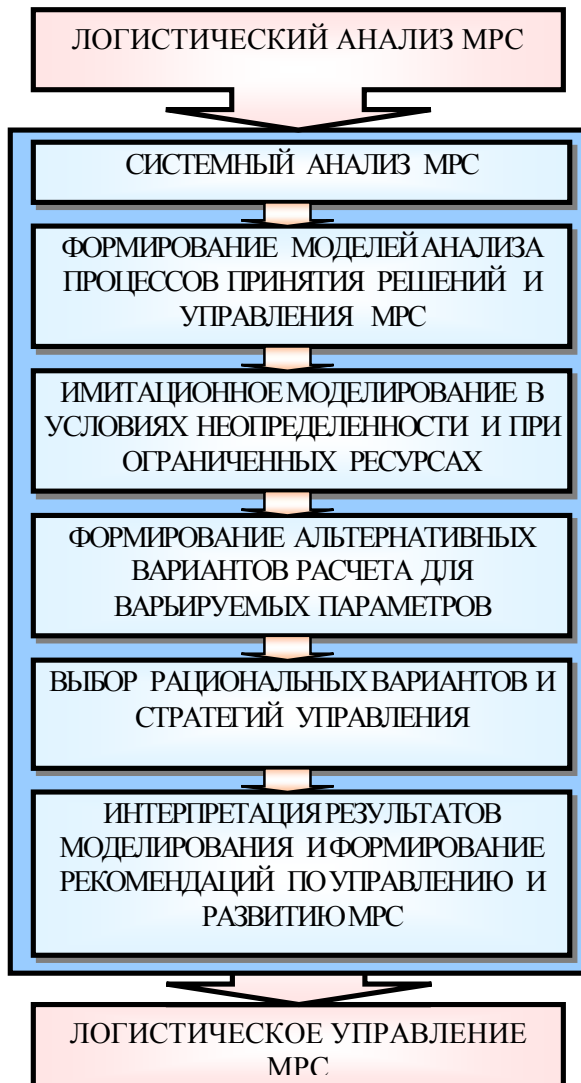 ЛОГИСТИЧЕСКИЙ АНАЛИЗ МРС
СИСТЕМНЫЙ АНАЛИЗ МРС
ФОРМИРОВАНИЕ МОДЕЛЕЙ АНАЛИЗА
ПРОЦЕССОВ ПРИНЯТИЯ РЕШЕНИЙ И
УПРАВЛЕНИЯ МРС
ИМИТАЦИОННОЕ МОДЕЛИРОВАНИЕ В
УСЛОВИЯХ НЕОПРЕДЕЛЕННОСТИ И ПРИ
ОГРАНИЧЕННЫХ РЕСУРСАХ
ФОРМИРОВАНИЕ АЛЬТЕРНАТИВНЫХ
ВАРИАНТОВ РАСЧЕТА ДЛЯ
ВАРЬИРУЕМЫХ ПАРАМЕТРОВ
ВЫБОР РАЦИОНАЛЬНЫХ ВАРИАНТОВ И
СТРАТЕГИЙ УПРАВЛЕНИЯ
ИНТЕРПРЕТАЦИЯ РЕЗУЛЬТАТОВ
МОДЕЛИРОВАНИЯ И ФОРМИРОВАНИЕ
РЕКОМЕНДАЦИЙ ПО УПРАВЛЕНИЮ И
РАЗВИТИЮ МРС
ЛОГИСТИЧЕСКОЕ УПРАВЛЕНИЕ
МРС